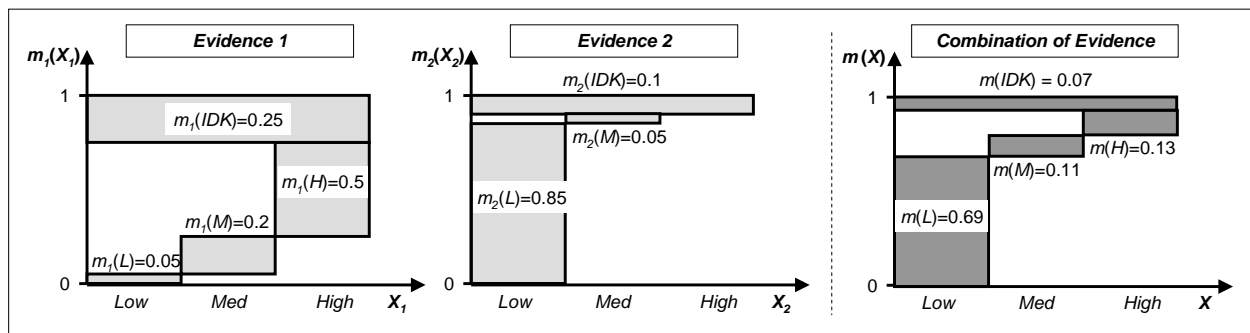 Evidence 1
m1(X1)
1
m1(IDK)=0.25
m1(H)=0.5
m1(M)=0.2
m1(L)=0.05
0
Low Med High X1
Evidence 2
m2(X2)
m2(IDK)=0.1
1
m2(M)=0.05
m2(L)=0.85
0
Low Med High X2
Combination of Evidence
m(X)
m(IDK) = 0.07
1
m(H)=0.13
m(M)=0.11
m(L)=0.69
0
Low Med High X